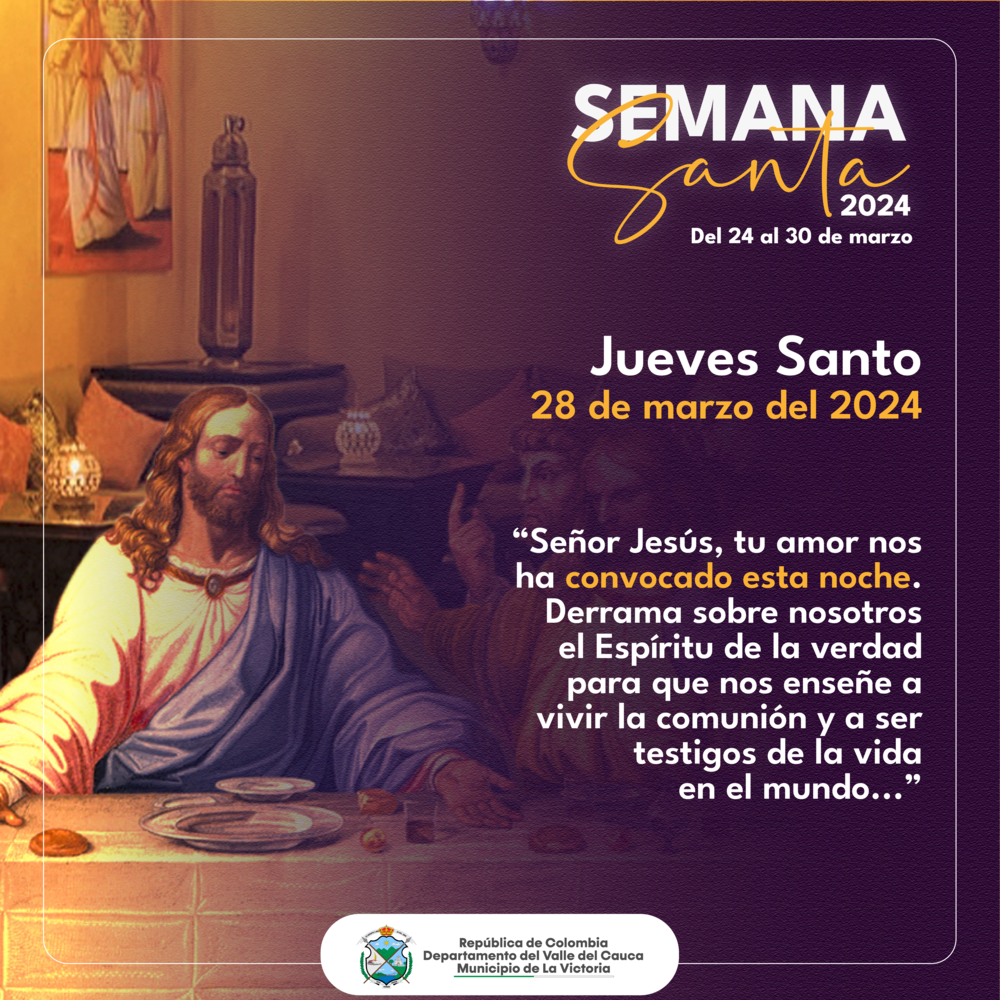 SEMANA
Santa
2024
Del 24 al 30 de marzo
Jueves Santo
28 de marzo del 2024
“Señor Jesús, tu amor nos
ha convocado esta noche.
Derrama sobre nosotros
el Espíritu de la verdad
para que nos enseñe a
vivir la comunión y a ser
testigos de la vida
en el mundo...”
República de Colombia
Departamento del Valle del Cauca
Municipio de La Victoria